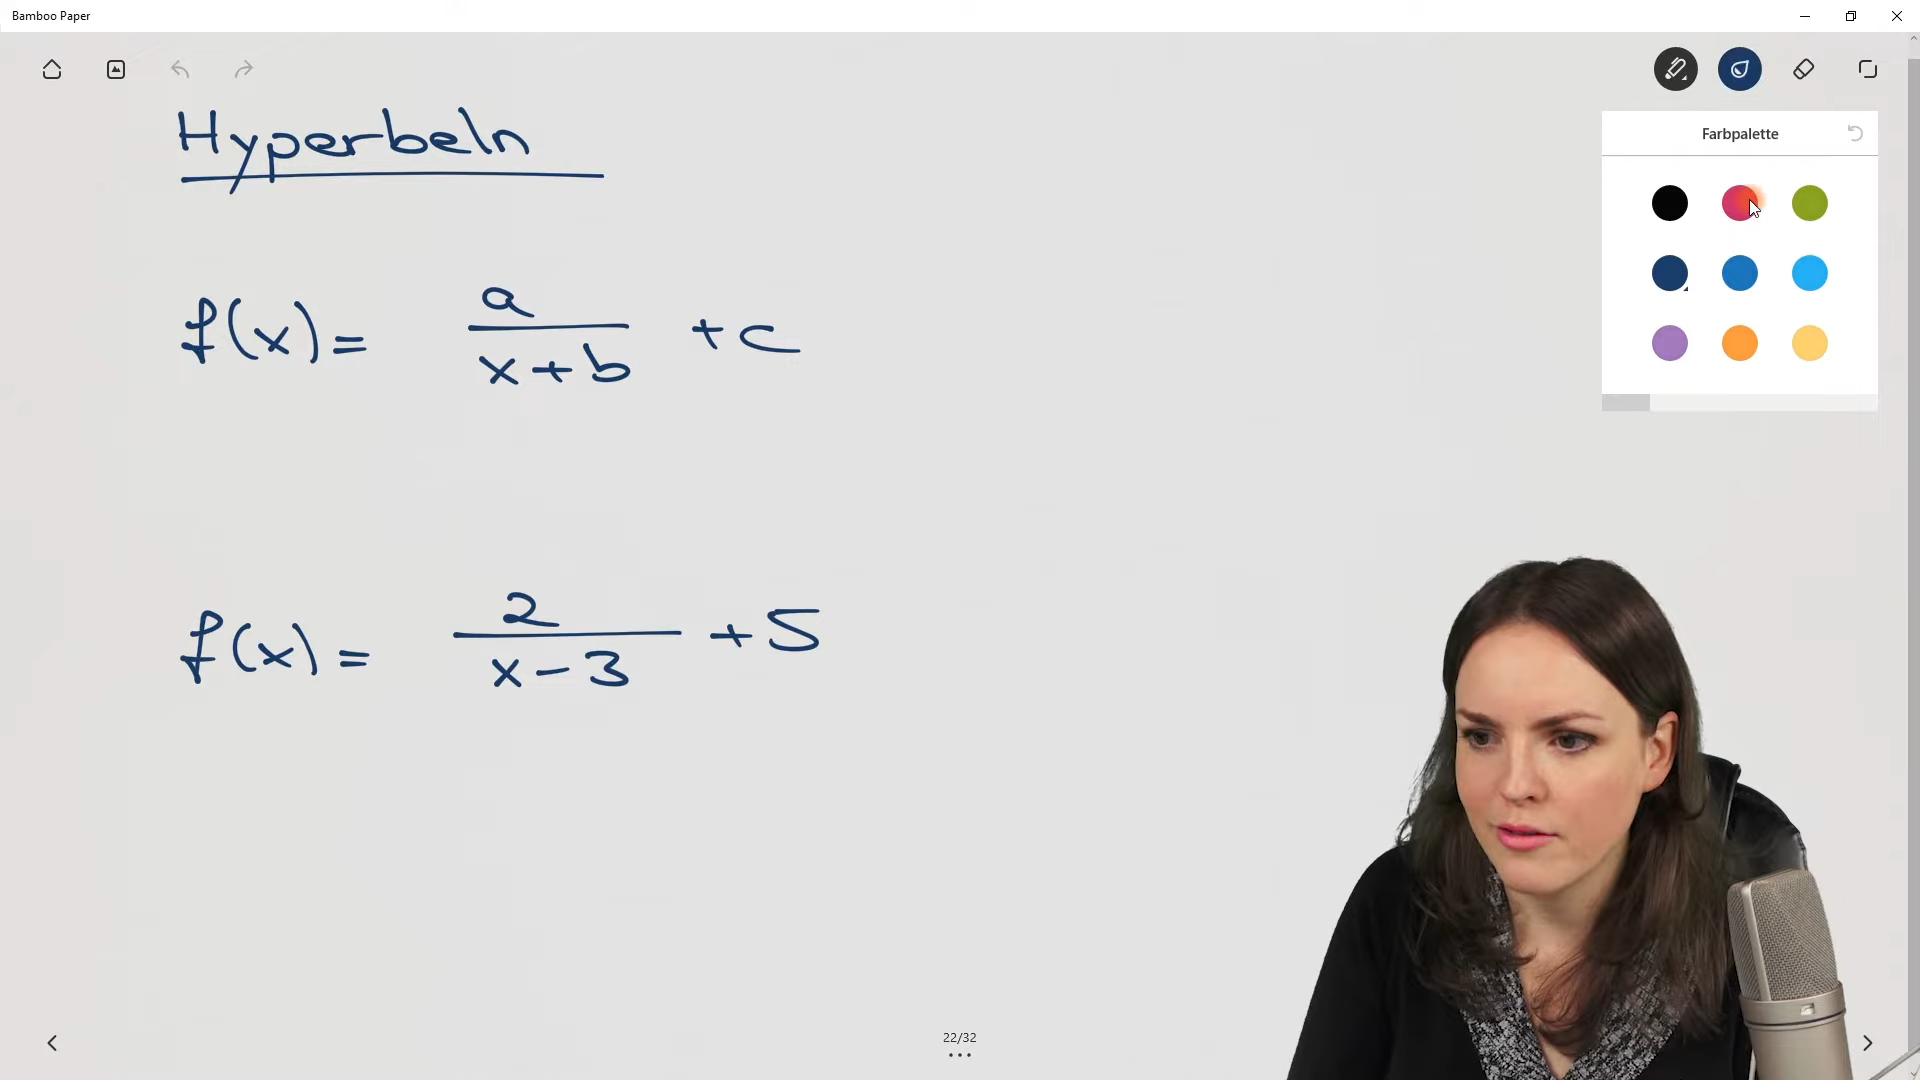 Bamboo Paper
Farbpalette
Hyperbeln
f(x) = a/(x+b) + c
f(x) = 2/(x-3) + 5
22/32